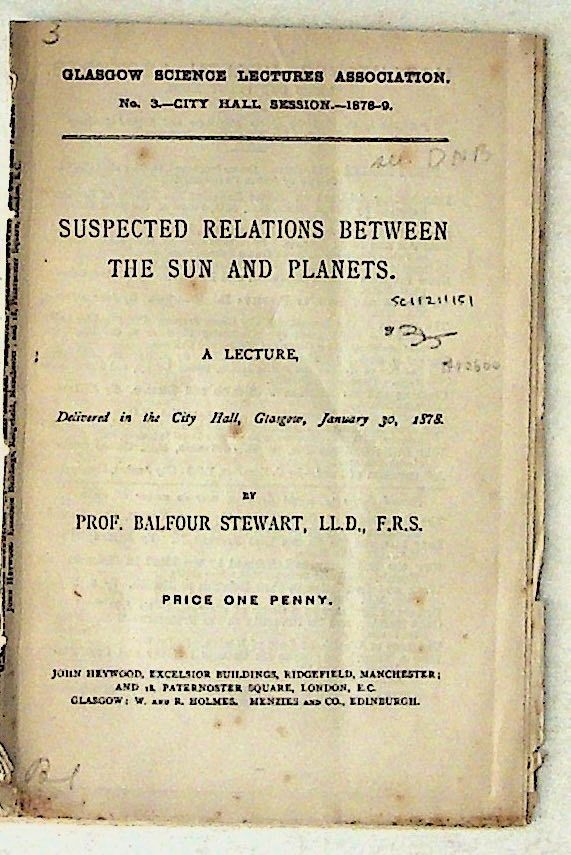 3
GLASGOW SCIENCE LECTURES ASSOCIATION.
No. 3.—CITY HALL SESSION.—1878-9.
see DNB
SUSPECTED RELATIONS BETWEEN
THE SUN AND PLANETS.
A LECTURE,
Delivered in the City Hall, Glasgow, January 30, 1878.
BY
PROF. BALFOUR STEWART, LL.D., F.R.S.
PRICE ONE PENNY.
JOHN HEYWOOD, EXCELSIOR BUILDINGS, RIDGEFIELD, MANCHESTER;
AND 18, PATERNOSTER SQUARE, LONDON, E.C.
GLASGOW: W. AND R. HOLMES. MENZIES AND CO., EDINBURGH.